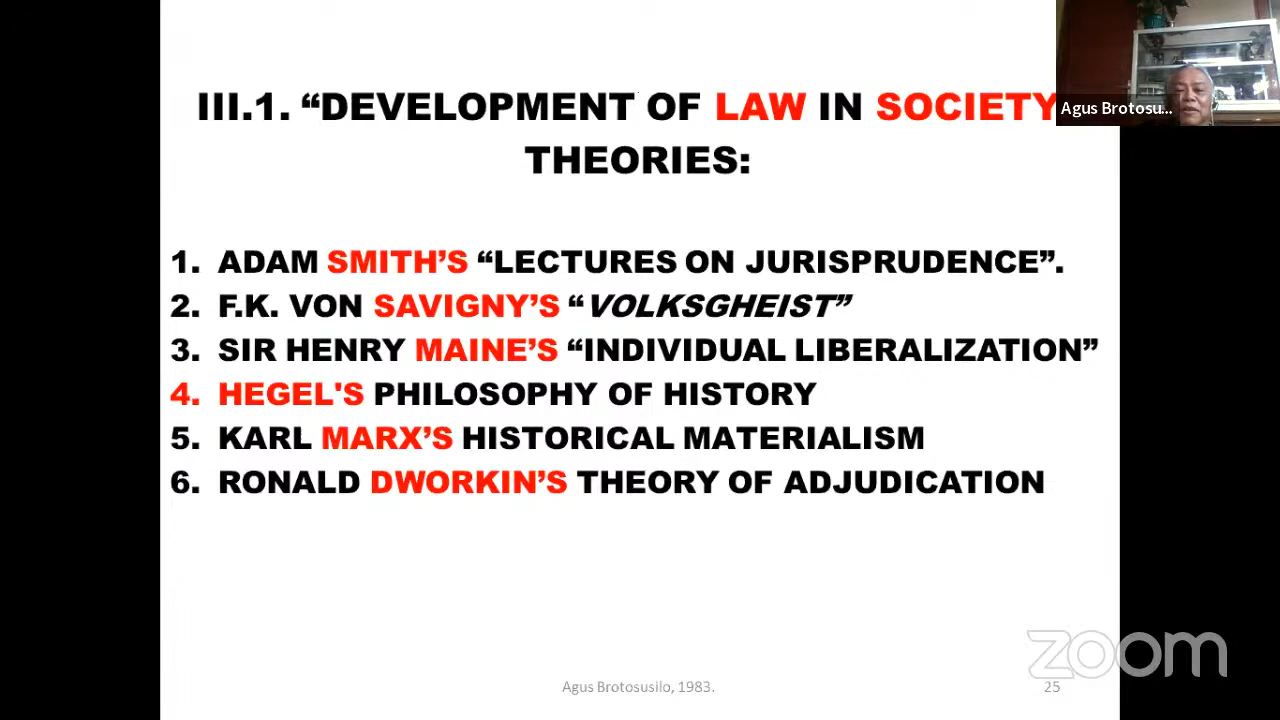 III.1. “DEVELOPMENT OF LAW IN SOCIETY
THEORIES:
Agus Brotosu...
1. ADAM SMITH’S “LECTURES ON JURISPRUDENCE”.
2. F.K. VON SAVIGNY’S “VOLKSGHEIST”
3. SIR HENRY MAINE’S “INDIVIDUAL LIBERALIZATION”
4. HEGEL'S PHILOSOPHY OF HISTORY
5. KARL MARX’S HISTORICAL MATERIALISM
6. RONALD DWORKIN’S THEORY OF ADJUDICATION
zoom
Agus Brotosusilo, 1983.
25